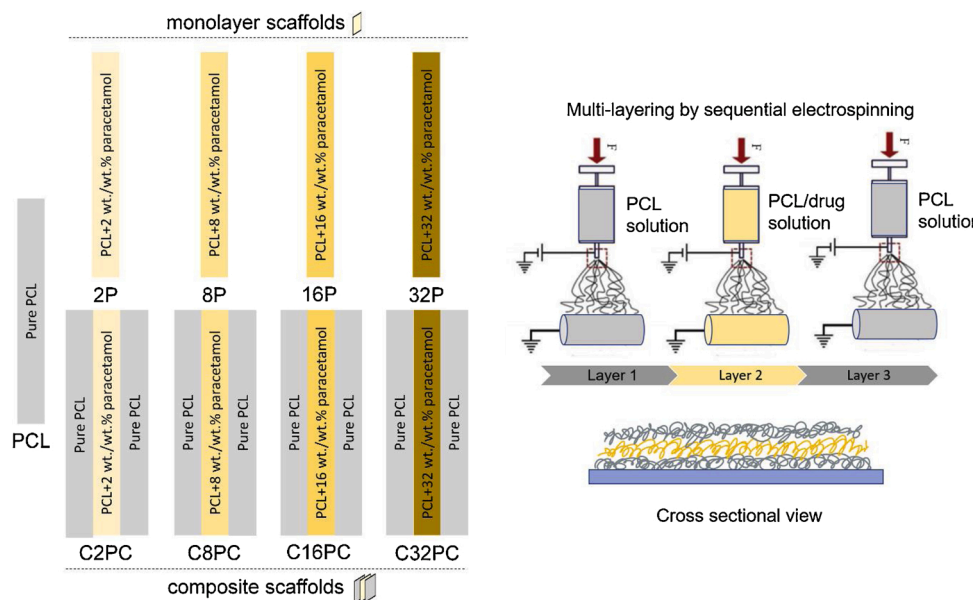 monolayer scaffolds
PCL+2 wt./wt.% paracetamol
PCL+8 wt./wt.% paracetamol
PCL+16 wt./wt.% paracetamol
PCL+32 wt./wt.% paracetamol
2P
8P
16P
32P
Pure PCL
PCL
Pure PCL
PCL+2 wt./wt.% paracetamol
Pure PCL
Pure PCL
PCL+8 wt./wt.% paracetamol
Pure PCL
Pure PCL
PCL+16 wt./wt.% paracetamol
Pure PCL
Pure PCL
PCL+32 wt./wt.% paracetamol
Pure PCL
C2PC
C8PC
C16PC
C32PC
composite scaffolds
Multi-layering by sequential electrospinning
F
F
F
PCL
solution
PCL/drug
solution
PCL
solution
Layer 1
Layer 2
Layer 3
Cross sectional view